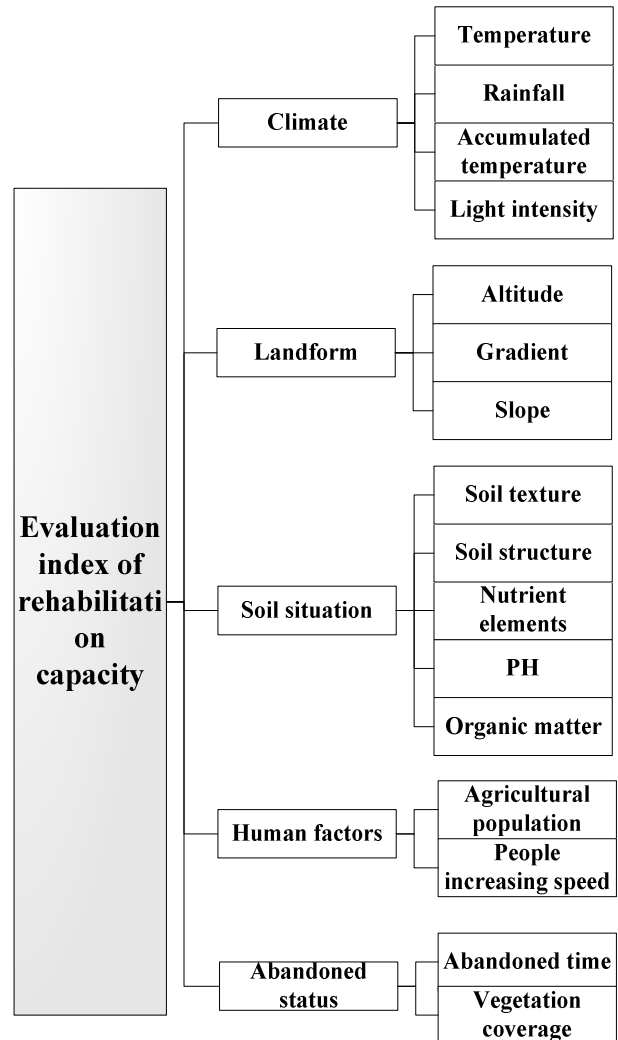 Evaluation
index of
rehabilitati
on
capacity
Climate
Temperature
Rainfall
Accumulated
temperature
Light intensity
Landform
Altitude
Gradient
Slope
Soil situation
Soil texture
Soil structure
Nutrient
elements
PH
Organic matter
Human factors
Agricultural
population
People
increasing speed
Abandoned
status
Abandoned time
Vegetation
coverage